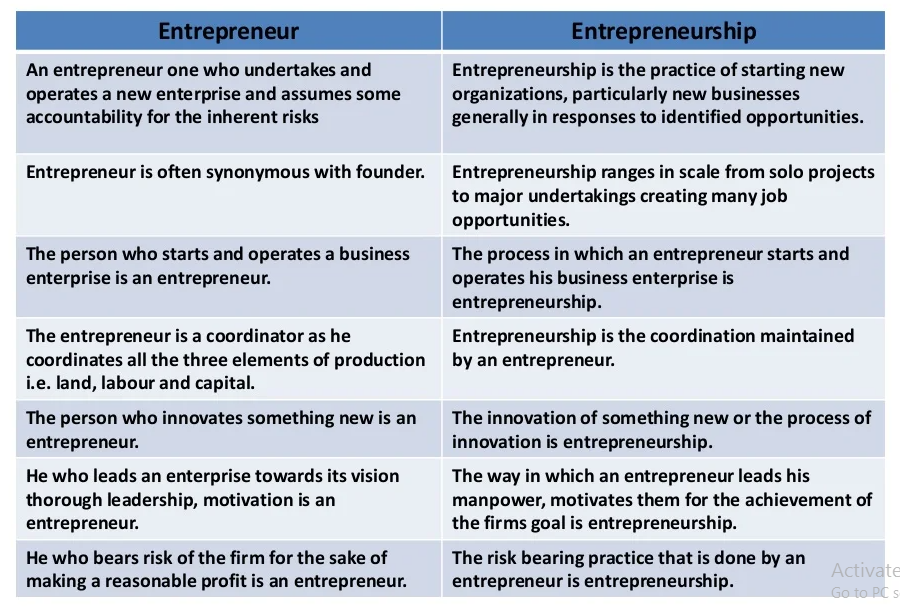 Entrepreneur
Entrepreneurship
An entrepreneur one who undertakes and
operates a new enterprise and assumes some
accountability for the inherent risks
Entrepreneurship is the practice of starting new
organizations, particularly new businesses
generally in responses to identified opportunities.
Entrepreneur is often synonymous with founder.
Entrepreneurship ranges in scale from solo projects
to major undertakings creating many job
opportunities.
The person who starts and operates a business
enterprise is an entrepreneur.
The process in which an entrepreneur starts and
operates his business enterprise is
entrepreneurship.
The entrepreneur is a coordinator as he
coordinates all the three elements of production
i.e. land, labour and capital.
Entrepreneurship is the coordination maintained
by an entrepreneur.
The person who innovates something new is an
entrepreneur.
The innovation of something new or the process of
innovation is entrepreneurship.
He who leads an enterprise towards its vision
thorough leadership, motivation is an
entrepreneur.
The way in which an entrepreneur leads his
manpower, motivates them for the achievement of
the firms goal is entrepreneurship.
He who bears risk of the firm for the sake of
making a reasonable profit is an entrepreneur.
The risk bearing practice that is done by an
entrepreneur is entrepreneurship.
Activate
Go to PC s